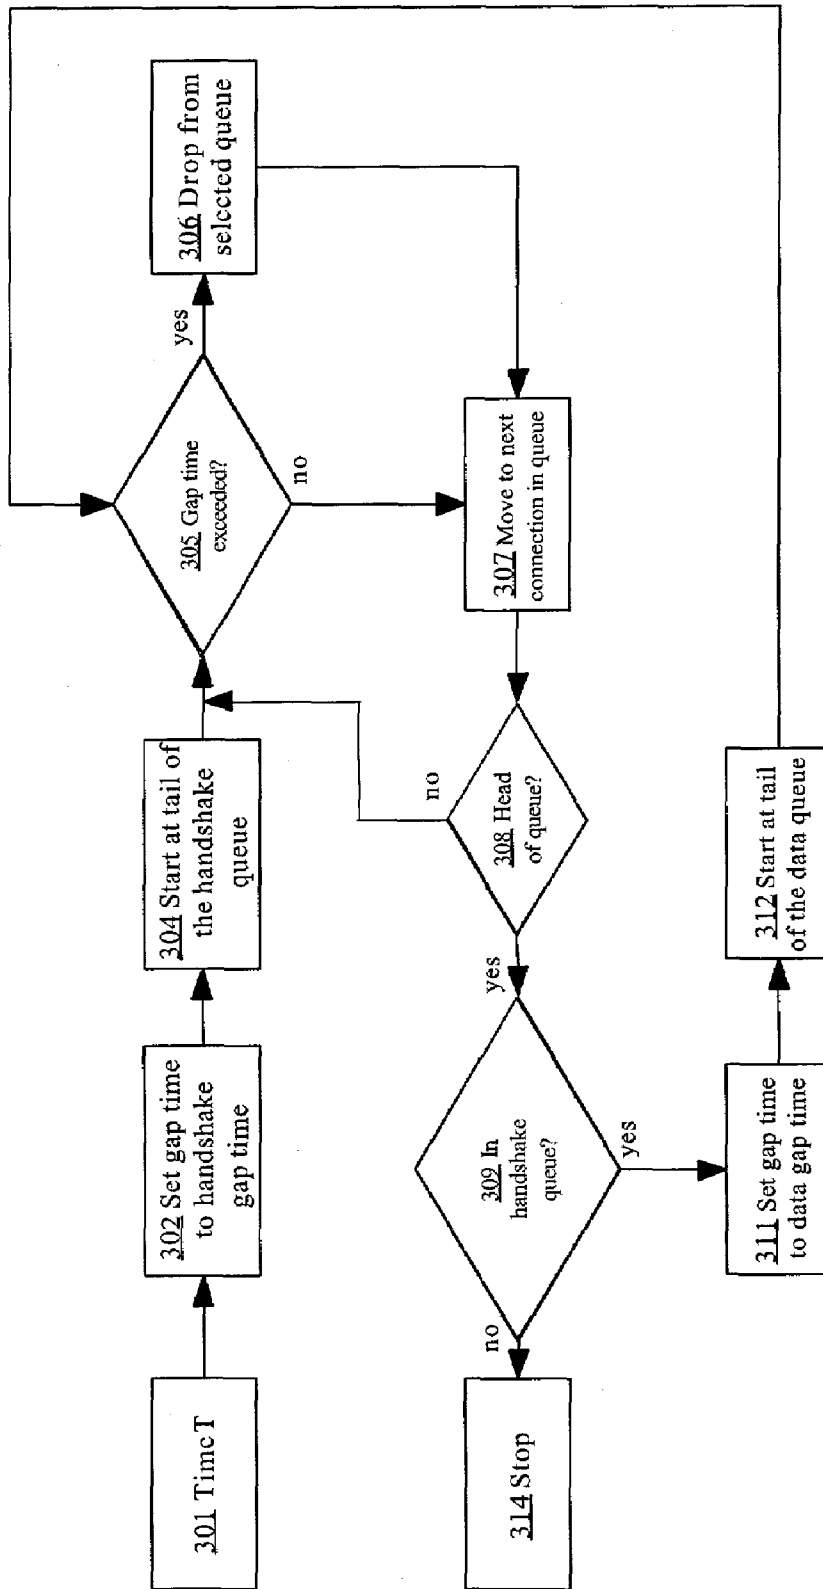 301 Time T
302 Set gap time
to handshake
gap time
304 Start at tail of
the handshake
queue
305 Gap time
exceeded?
yes
no
306 Drop from
selected queue
307 Move to next
connection in queue
308 Head
of queue?
no
yes
309 In
handshake
queue?
no
yes
311 Set gap time
to data gap time
312 Start at tail
of the data queue
314 Stop